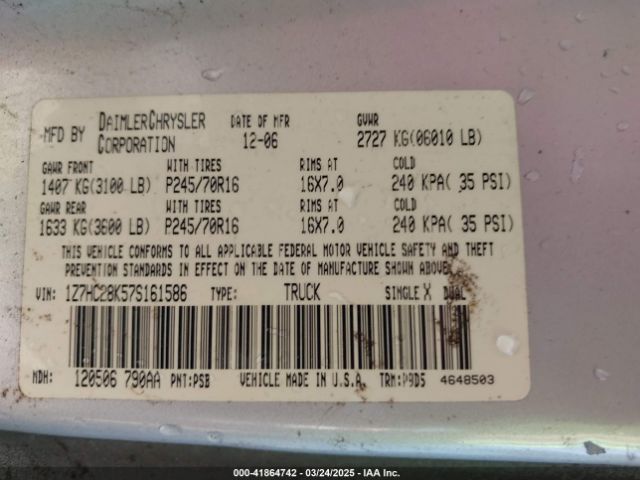 MFD BY DAIMLERCHRYSLER CORPORATION
DATE OF MFR 12-06
GVWR 2727 KG(06010 LB)
GAWR FRONT WITH TIRES RIMS AT COLD
1407 KG(3100 LB) P245/70R16 16X7.0 240 KPA( 35 PSI)
GAWR REAR WITH TIRES RIMS AT COLD
1633 KG(3600 LB) P245/70R16 16X7.0 240 KPA( 35 PSI)
THIS VEHICLE CONFORMS TO ALL APPLICABLE FEDERAL MOTOR VEHICLE SAFETY AND THEFT
PREVENTION STANDARDS IN EFFECT ON THE DATE OF MANUFACTURE SHOWN ABOVE.
VIN: 1Z7HC28K57S161586 TYPE: TRUCK SINGLE X DUAL
MDH: 120506 790AA PNT:PSB VEHICLE MADE IN U.S.A. TRM: 4648503
000-41864742 - 03/24/2025 - IAA Inc.